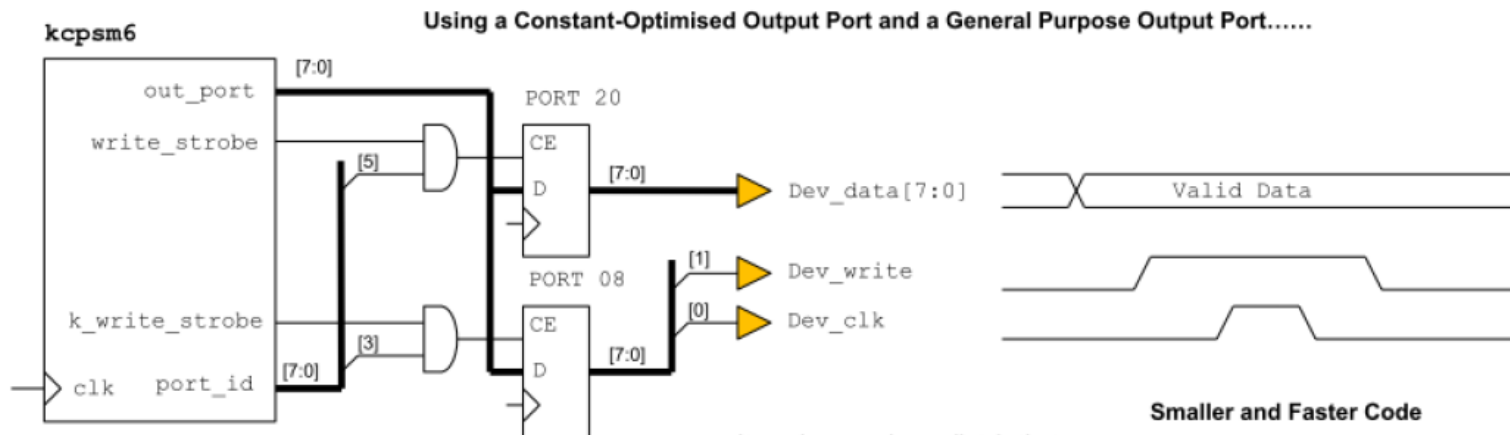 Using a Constant-Optimised Output Port and a General Purpose Output Port......
kcpsm6
[7:0]
out_port
PORT 20
write_strobe
CE
[5]
[7:0]
D
Dev_data[7:0]
Valid Data
[1]
Dev_write
PORT 08
k_write_strobe
CE
[0]
Dev_clk
[3]
[7:0]
[7:0]
D
clk
port_id
Smaller and Faster Code